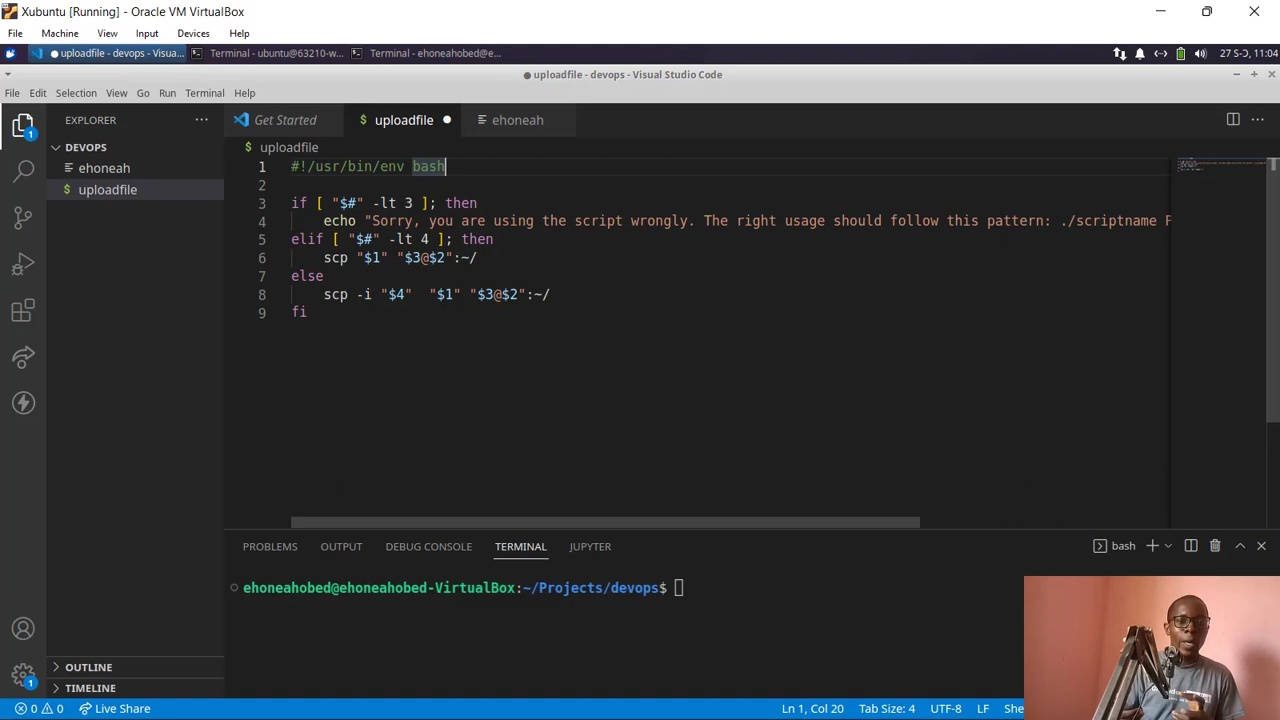 Xubuntu [Running] - Oracle VM VirtualBox
File Machine View Input Devices Help
uploadfile - devops - Visua... Terminal - ubuntu@63210-w... Terminal - ehoneahobed@e... 11:04
uploadfile - devops - Visual Studio Code
File Edit Selection View Go Run Terminal Help
EXPLORER Get Started $ uploadfile ehoneah
DEVOPS $ uploadfile
ehoneah
$ uploadfile
1 #!/usr/bin/env bash
2
3 if [ "$#" -lt 3 ]; then
4 echo "Sorry, you are using the script wrongly. The right usage should follow this pattern: ./scriptname F
5 elif [ "$#" -lt 4 ]; then
6 scp "$1" "$3@$2":~/
7 else
8 scp -i "$4"  "$1" "$3@$2":~/
9 fi
PROBLEMS OUTPUT DEBUG CONSOLE TERMINAL JUPYTER bash
ehoneahobed@ehoneahobed-VirtualBox:~/Projects/devops$
OUTLINE
TIMELINE
1
1
0 0 Live Share Ln 1, Col 20 Tab Size: 4 UTF-8 LF She